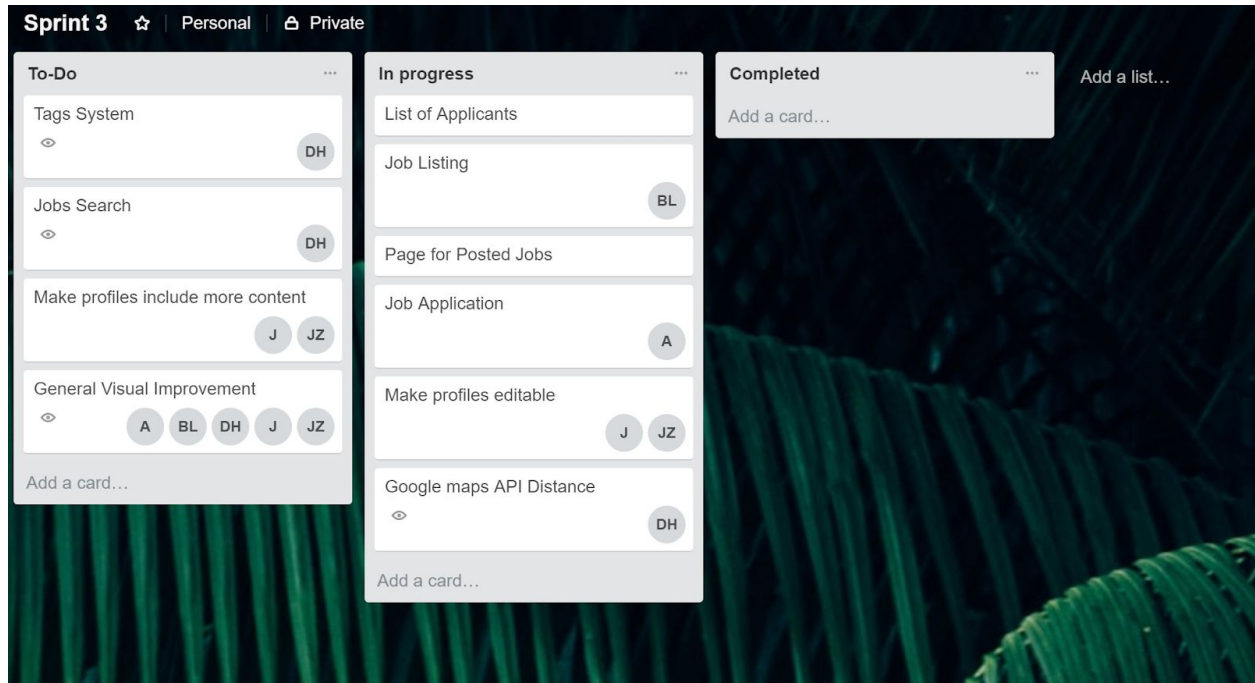 Sprint 3 Personal Private
To-Do
Tags System
DH
Jobs Search
DH
Make profiles include more content
J JZ
General Visual Improvement
A BL DH J JZ
Add a card…
In progress
List of Applicants
Job Listing
BL
Page for Posted Jobs
Job Application
A
Make profiles editable
J JZ
Google maps API Distance
DH
Add a card…
Completed
Add a card…
Add a list…